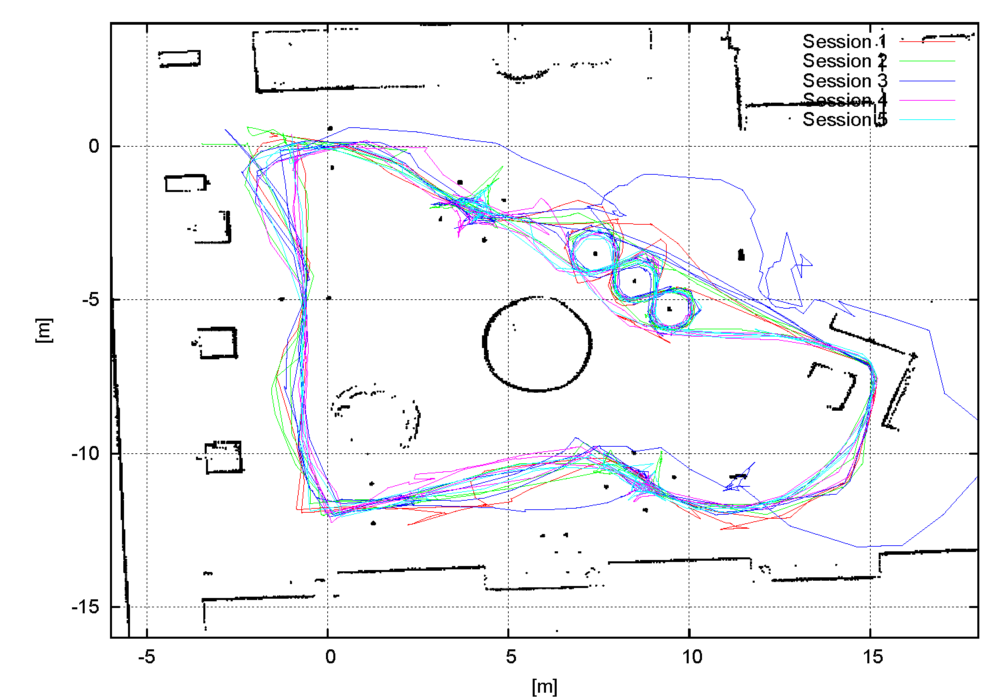 Session 1
Session 2
Session 3
Session 4
Session 5
0
-5
-10
-15
[m]
-5 0 5 10 15
[m]